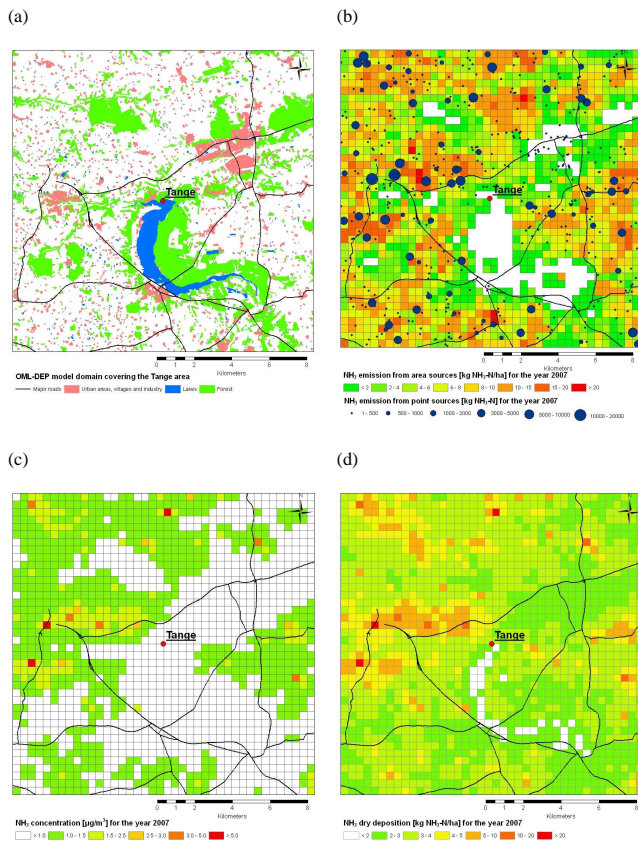 (a)
(b)
Tange
Tange
0 2 4 6 8
Kilometers
0 2 4 6 8
Kilometers
OML-DEP model domain covering the Tange area
Major roads Urban areas, villages and industry Lakes Forest
NH3 emission from area sources [kg NH3-N/ha] for the year 2007
< 2 2 - 4 4 - 6 6 - 8 8 - 10 10 - 15 15 - 20 > 20
NH3 emission from point sources [kg NH3-N] for the year 2007
1 - 500 500 - 1000 1000 - 2000 2000 - 5000 5000 - 10000 10000 - 20000
(c)
(d)
Tange
Tange
0 2 4 6 8
Kilometers
0 2 4 6 8
Kilometers
NH3 concentration [µg/m3] for the year 2007
> 1.0 1.0 - 1.5 1.5 - 2.5 2.5 - 3.0 3.0 - 5.0 > 5.0
NH3 dry deposition [kg NH3-N/ha] for the year 2007
< 2 2 - 3 3 - 4 4 - 5 5 - 10 10 - 20 > 20